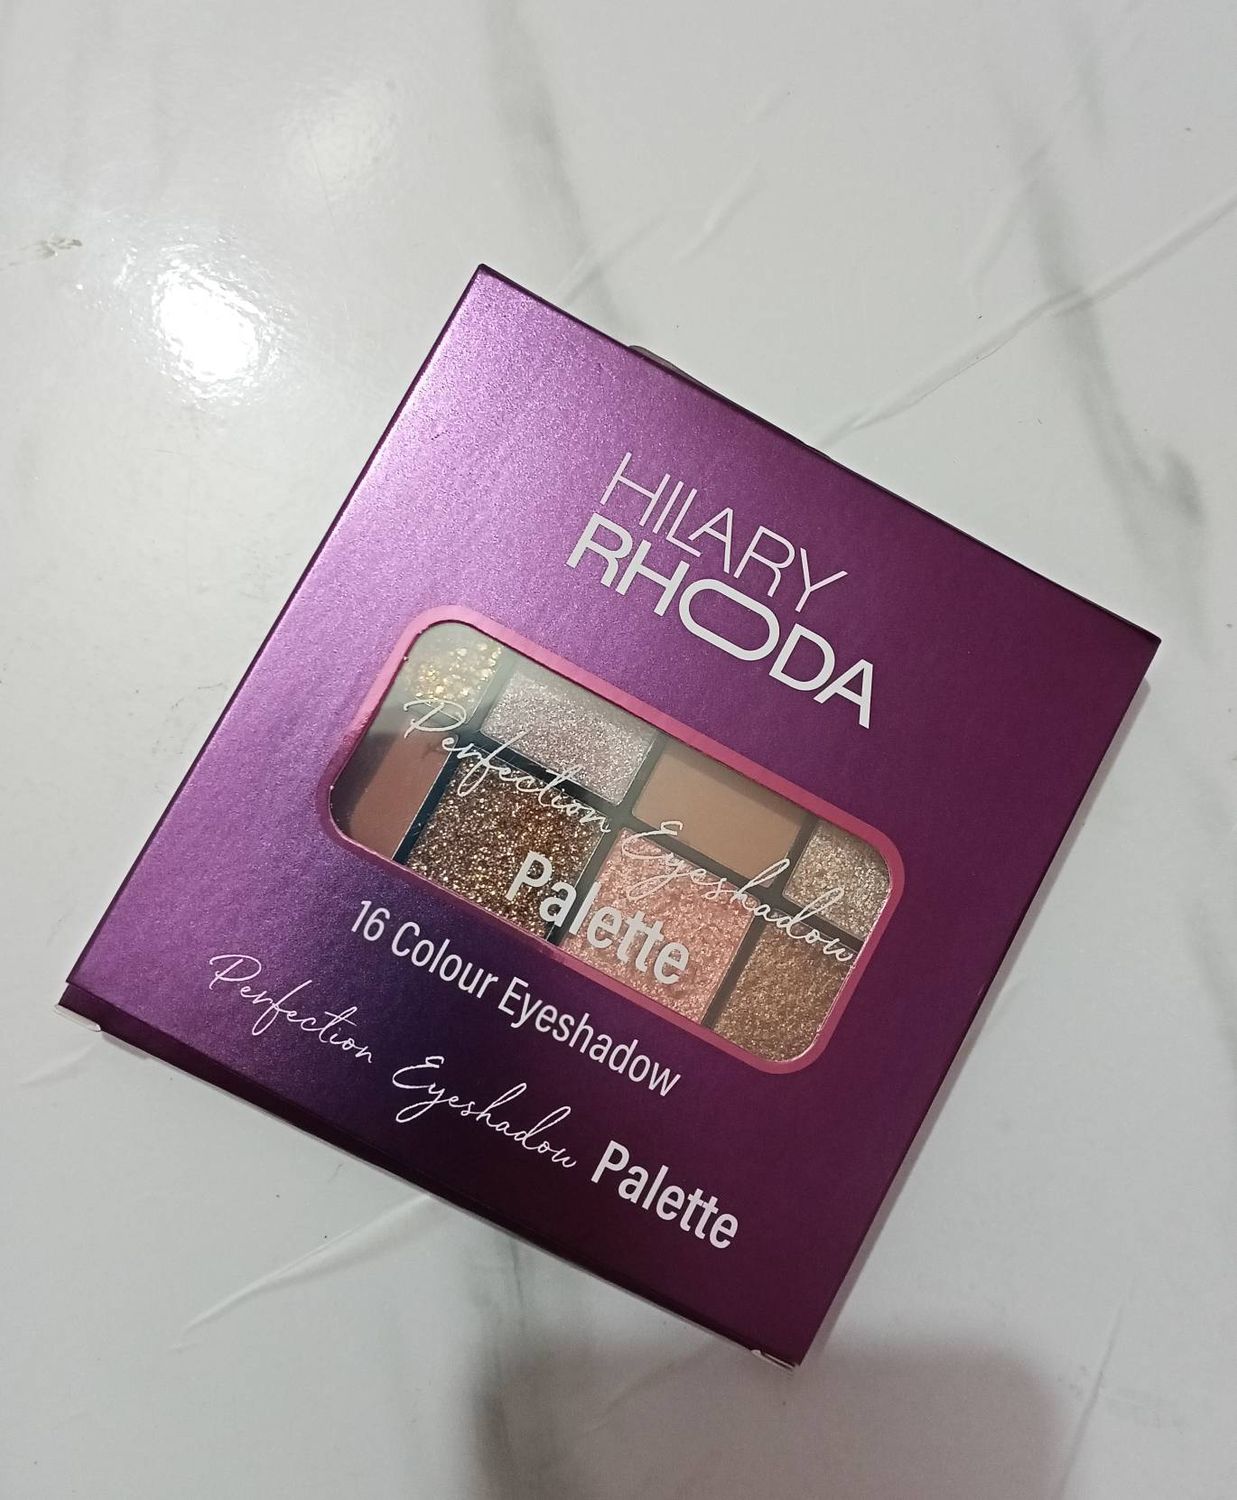 HILARY
RHODA
Perfection Eyeshadow
Palette
16 Colour Eyeshadow
Perfection Eyeshadow Palette